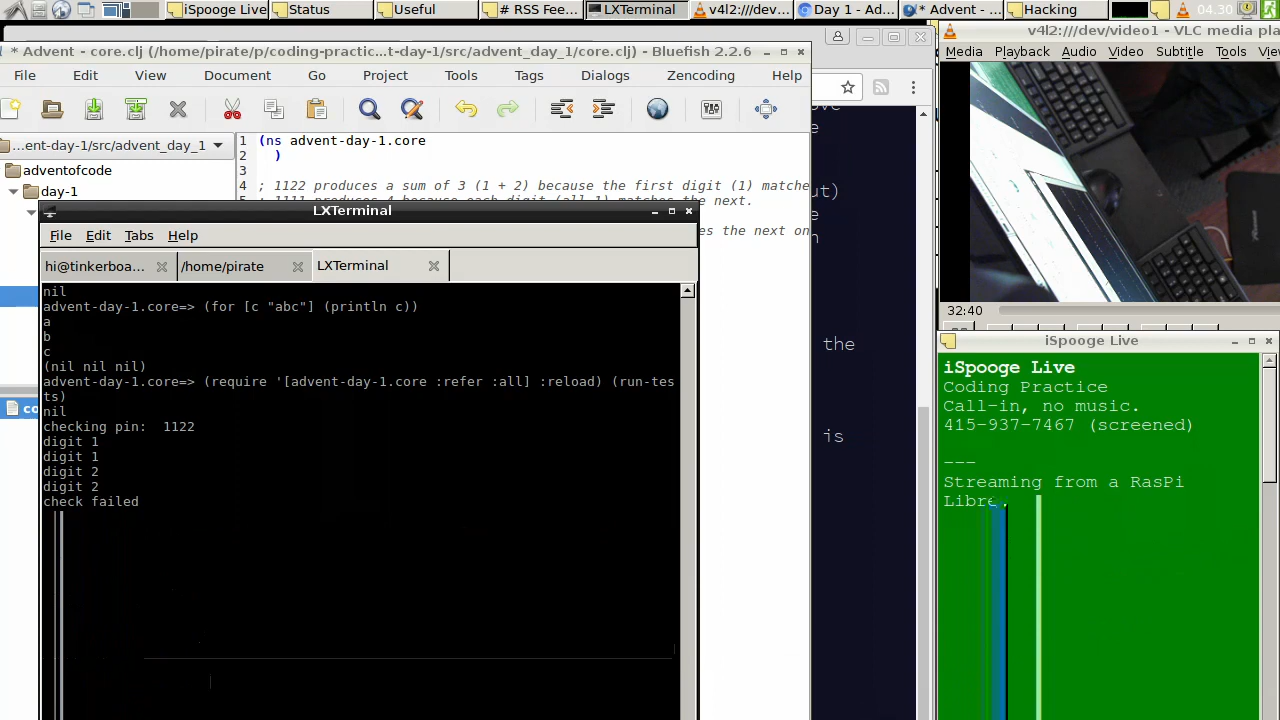 iSpooge Live
Status
Useful
# RSS Fee...
LXTerminal
v4l2:///dev...
Day 1 - Ad...
* Advent - ...
Hacking
04.30
* Advent - core.clj (/home/pirate/coding-practic...t-day-1/src/advent_day_1/core.clj) - Bluefish 2.2.6
File Edit View Document Go Project Tools Tags Dialogs Zencoding Help
...ent-day-1/src/advent_day_1
adventofcode
day-1
1 (ns advent-day-1.core
2 )
3
4 ; 1122 produces a sum of 3 (1 + 2) because the first digit (1) matche
; 1111 produces 4 because each digit (all 1) matches the next.
es the next on
co
LXTerminal
File Edit Tabs Help
hi@tinkerboa...
/home/pirate
LXTerminal
nil
advent-day-1.core=> (for [c "abc"] (println c))
a
b
c
(nil nil nil)
advent-day-1.core=> (require '[advent-day-1.core :refer :all] :reload) (run-tes
ts)
nil
checking pin:  1122
digit 1
digit 1
digit 2
digit 2
check failed
ut)
the
is
v4l2:///dev/video1 - VLC media pla
Media Playback Audio Video Subtitle Tools Vie
32:40
iSpooge Live
iSpooge Live
Coding Practice
Call-in, no music.
415-937-7467 (screened)
---
Streaming from a RasPi
Libre.